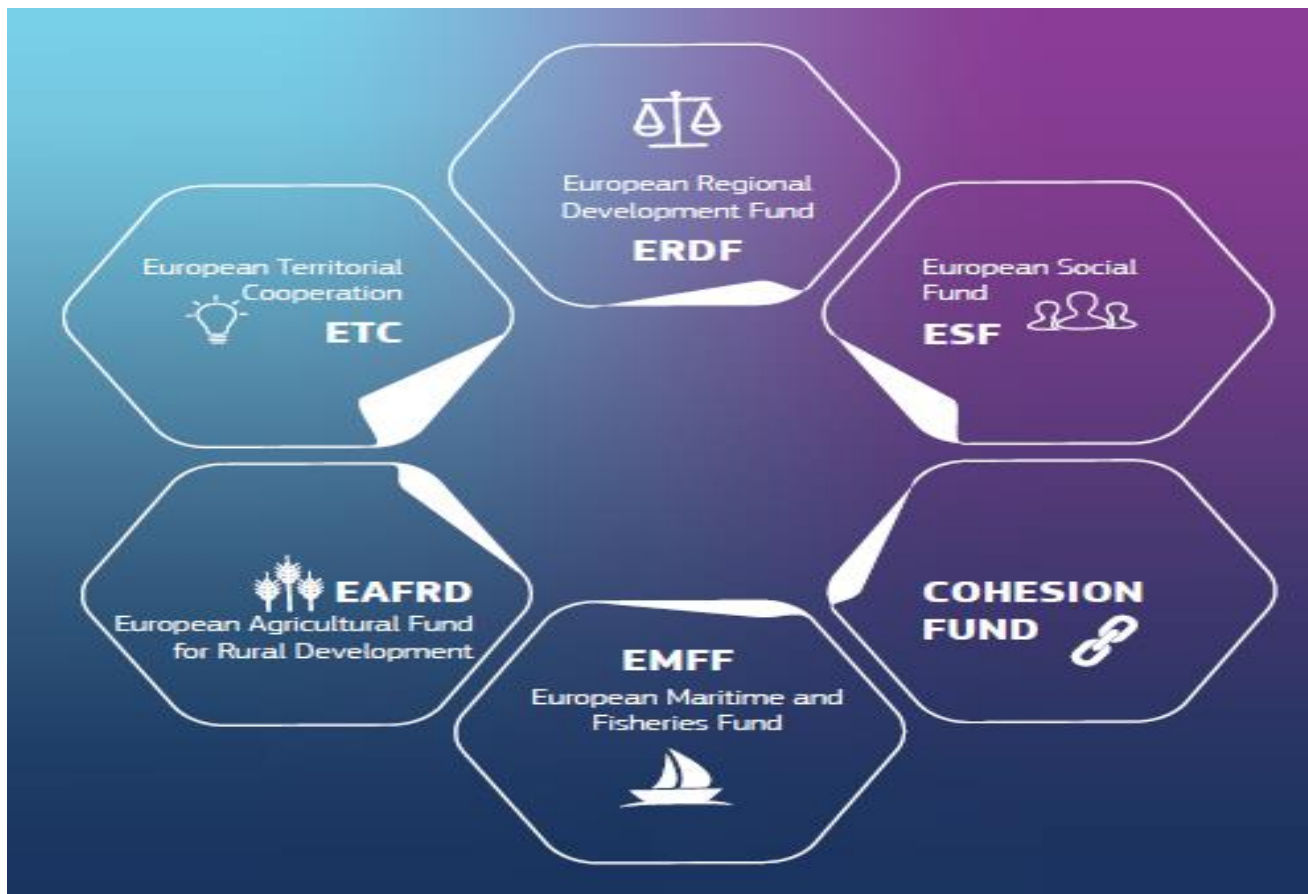 European Regional
Development Fund
ERDF
European Territorial
Cooperation
ETC
European Social
Fund
ESF
EAFRD
European Agricultural Fund
for Rural Development
EMFF
European Maritime and
Fisheries Fund
COHESION
FUND